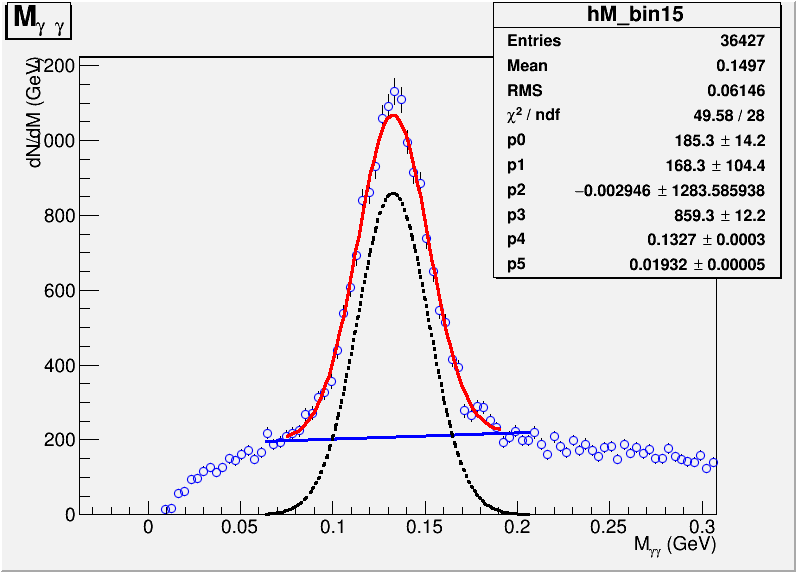 Mγ γ
hM_bin15
Entries 36427
Mean 0.1497
RMS 0.06146
χ² / ndf 49.58 / 28
p0 185.3 ± 14.2
p1 168.3 ± 104.4
p2 −0.002946 ± 1283.585938
p3 859.3 ± 12.2
p4 0.1327 ± 0.0003
p5 0.01932 ± 0.00005
dN/dM (GeV)
1200
1000
800
600
400
200
0
0 0.05 0.1 0.15 0.2 0.25 0.3
Mγγ (GeV)